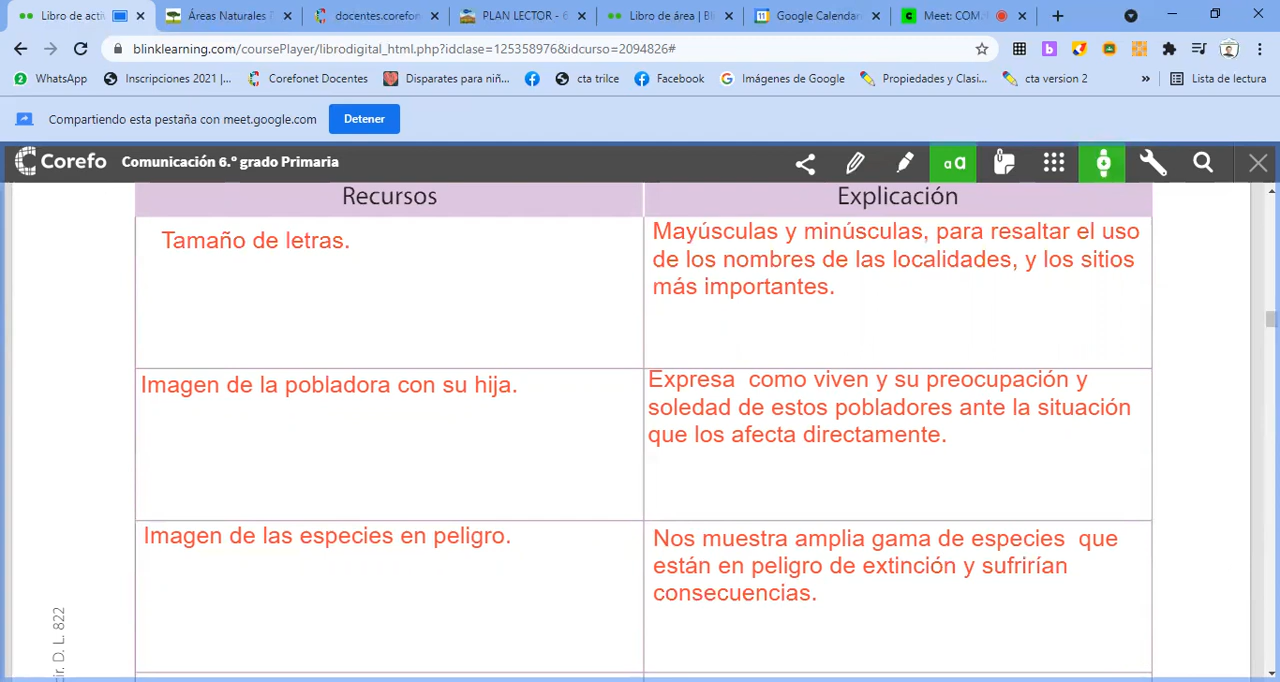 Libro de activ
Áreas Naturales P
docentes.corefon
PLAN LECTOR - 6
Libro de área | Bli
Google Calendar
Meet: COM.
blinklearning.com/coursePlayer/librodigital_html.php?idclase=125358976&idcurso=2094826#
WhatsApp
Inscripciones 2021 |...
Corefonet Docentes
Disparates para niñ...
cta trilce
Facebook
Imágenes de Google
Propiedades y Clasi...
cta version 2
»
Lista de lectura
Compartiendo esta pestaña con meet.google.com
Detener
Corefo
Comunicación 6.º grado Primaria
aa
Recursos
Explicación
Tamaño de letras.
Mayúsculas y minúsculas, para resaltar el uso
de los nombres de las localidades, y los sitios
más importantes.
Imagen de la pobladora con su hija.
Expresa como viven y su preocupación y
soledad de estos pobladores ante la situación
que los afecta directamente.
Imagen de las especies en peligro.
Nos muestra amplia gama de especies que
están en peligro de extinción y sufrirían
consecuencias.
cir. D. L. 822